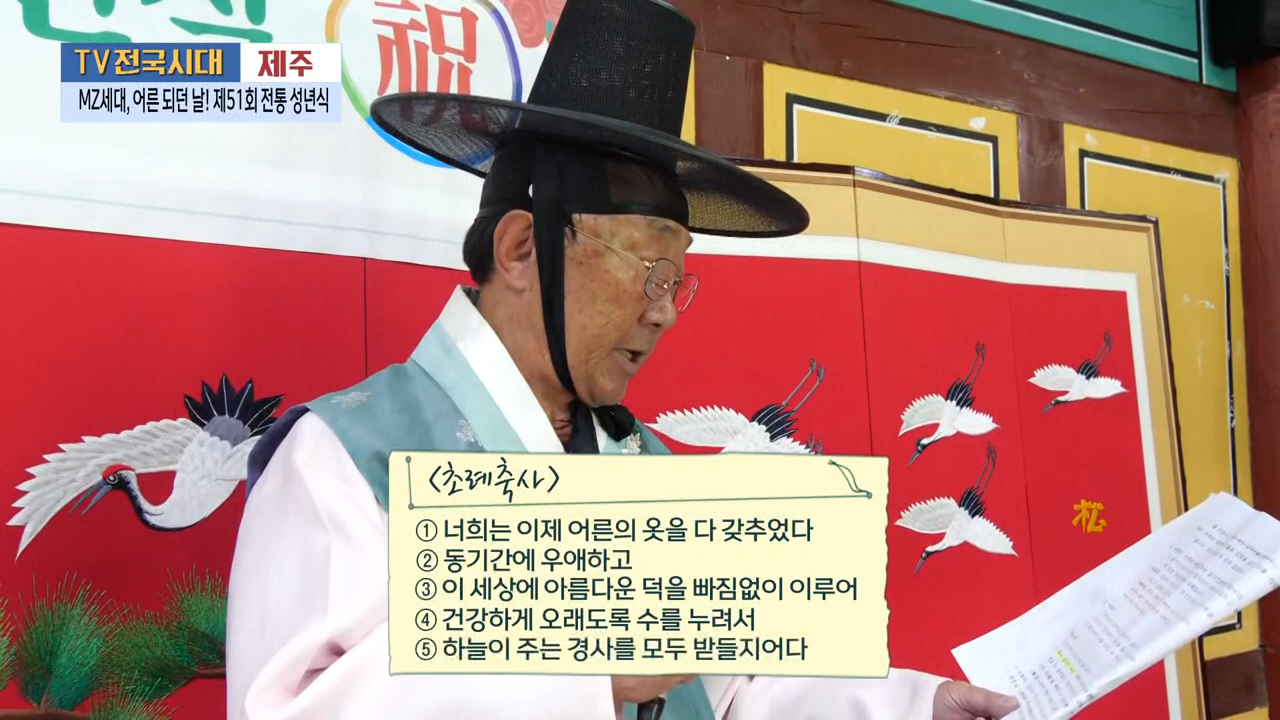 TV전국시대 제주
MZ세대, 어른 되던 날! 제51회 전통 성년식
祝
<초례축사>
① 너희는 이제 어른의 옷을 다 갖추었다
② 동기간에 우애하고
③ 이 세상에 아름다운 덕을 빠짐없이 이루어
④ 건강하게 오래도록 수를 누려서
⑤ 하늘이 주는 경사를 모두 받들지어다
松